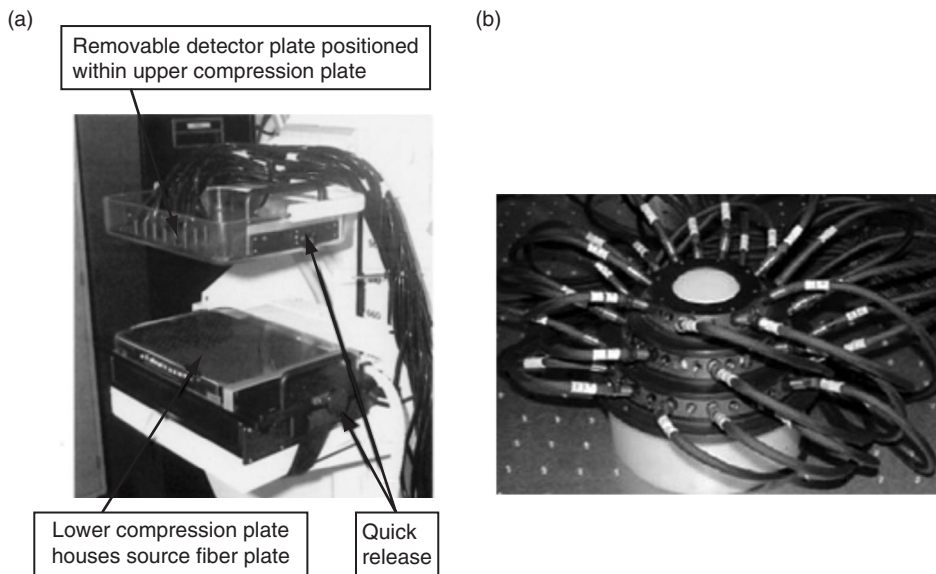 (a)
Removable detector plate positioned
within upper compression plate
Lower compression plate
houses source fiber plate
Quick
release
(b)